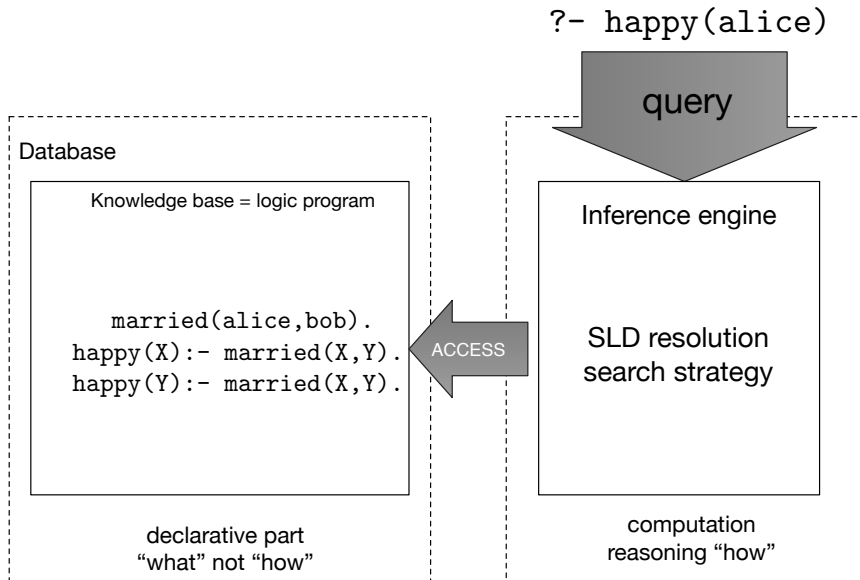 ?- happy(alice)
query
Database
Knowledge base = logic program
married(alice,bob).
happy(X):- married(X,Y).
happy(Y):- married(X,Y).
ACCESS
Inference engine
SLD resolution
search strategy
declarative part
“what” not “how”
computation
reasoning “how”